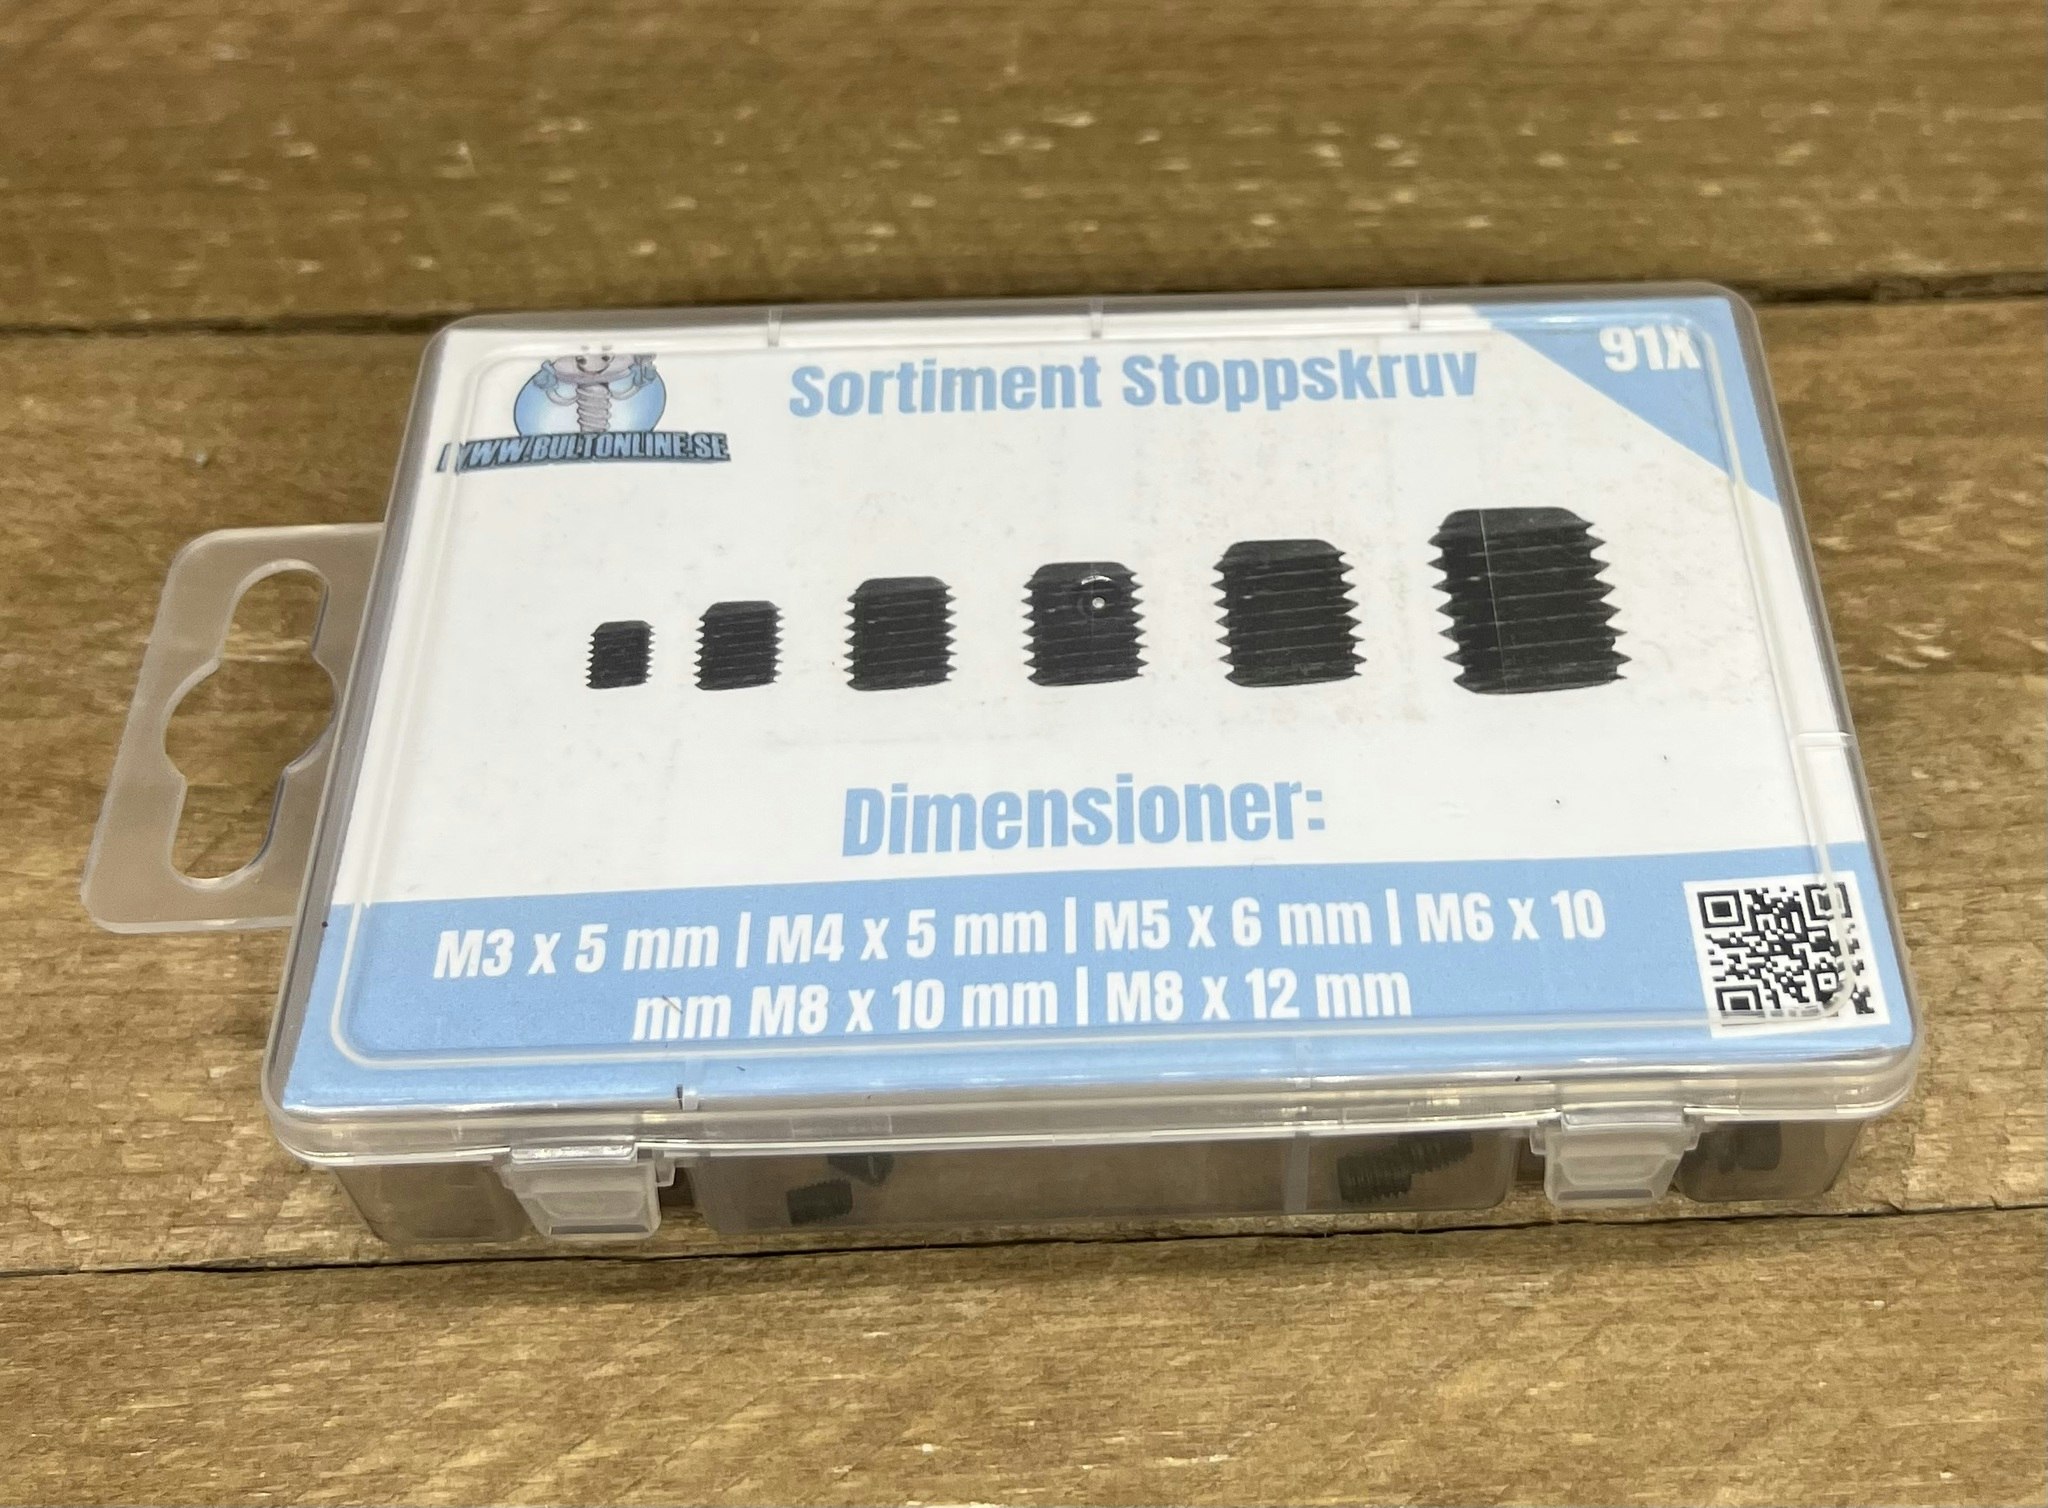 Sortiment Stoppskruv
91X
WWW.BULTONLINE.SE
Dimensioner:
M3 x 5 mm | M4 x 5 mm | M5 x 6 mm | M6 x 10
mm M8 x 10 mm | M8 x 12 mm